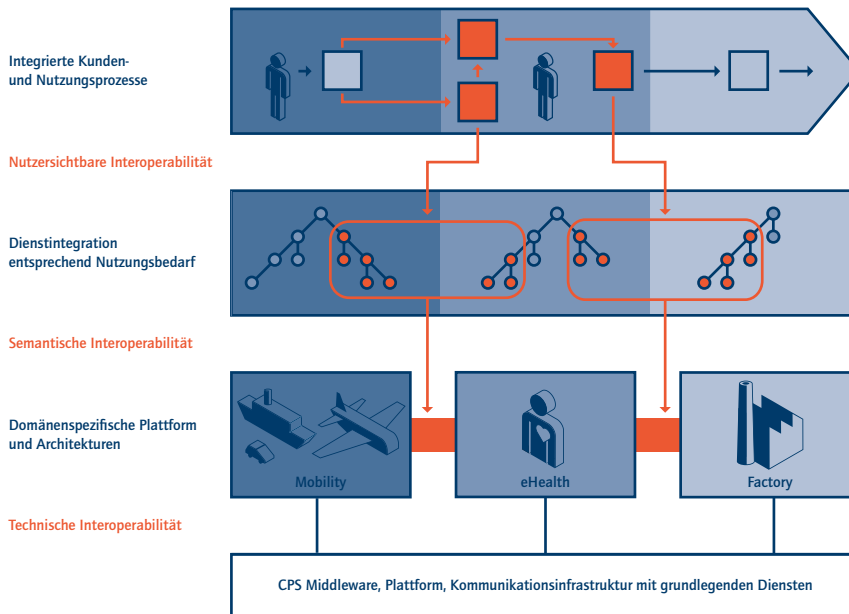 Integrierte Kunden-
und Nutzungsprozesse
Nutzersichtbare Interoperabilität
Dienstintegration
entsprechend Nutzungsbedarf
Semantische Interoperabilität
Domänenspezifische Plattform
und Architekturen
Mobility
eHealth
Factory
Technische Interoperabilität
CPS Middleware, Plattform, Kommunikationsinfrastruktur mit grundlegenden Diensten